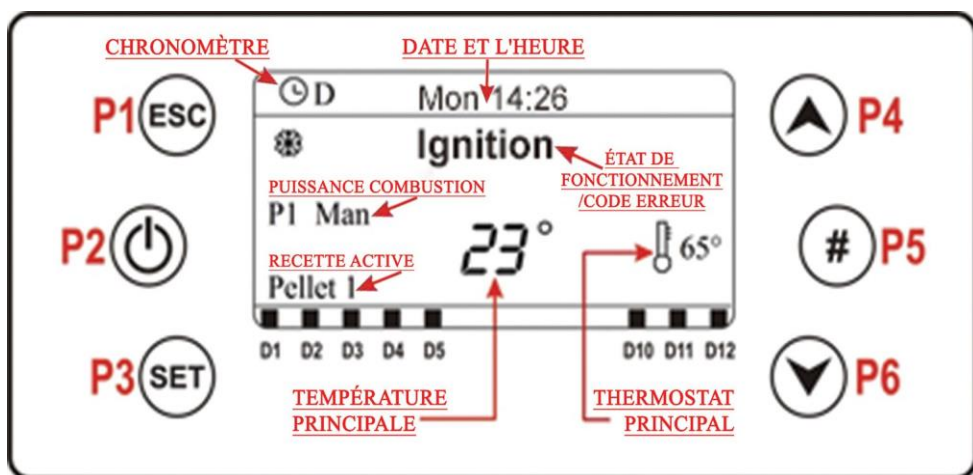 CHRONOMÈTRE
DATE ET L'HEURE
P1 ESC
D Mon 14:26
P4
Ignition
ÉTAT DE
FONCTIONNEMENT
/CODE ERREUR
PUISSANCE COMBUSTION
P1 Man
P2
23°
65°
# P5
RECETTE ACTIVE
Pellet 1
D1 D2 D3 D4 D5 D10 D11 D12
P3 SET
P6
TEMPÉRATURE
PRINCIPALE
THERMOSTAT
PRINCIPAL